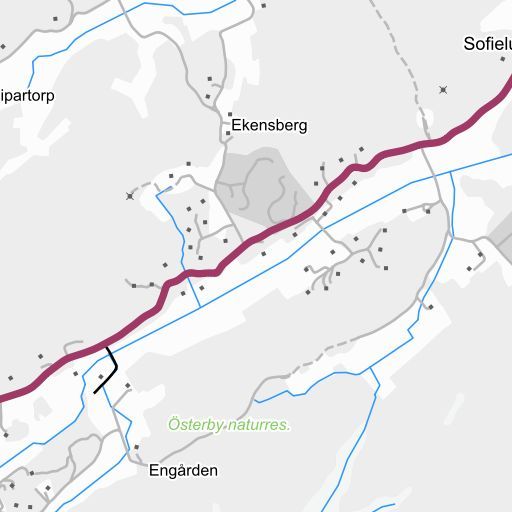 Sofielu
ipartorp
Ekensberg
Österby naturres.
Engården